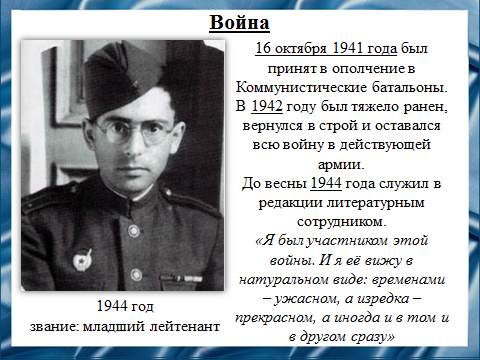 Война
16 октября 1941 года был
принят в ополчение в
Коммунистические батальоны.
В 1942 году был тяжело ранен,
вернулся в строй и оставался
всю войну в действующей
армии.
До весны 1944 года служил в
редакции литературным
сотрудником.
«Я был участником этой
войны. И я её вижу в
натуральном виде: временами
– ужасном, а изредка –
прекрасном, а иногда и в том и
в другом сразу»
1944 год
звание: младший лейтенант